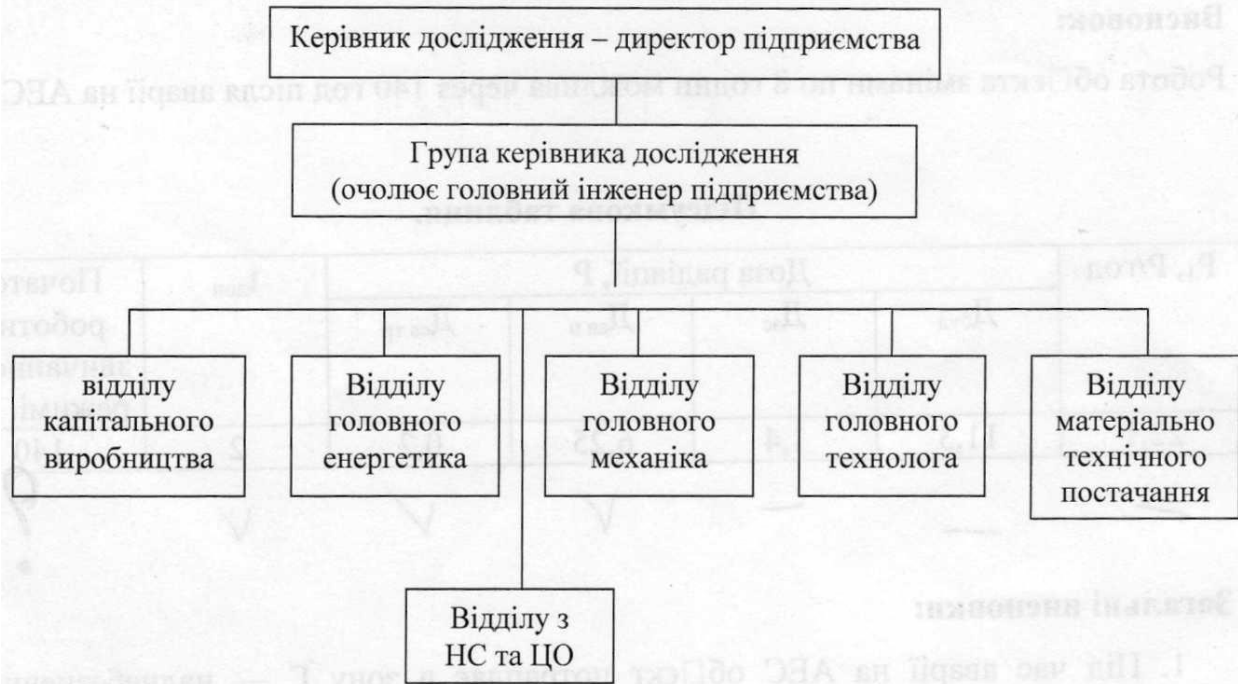 Керівник дослідження – директор підприємства
Група керівника дослідження
(очолює головний інженер підприємства)
відділу
капітального
виробництва
Відділу
головного
енергетика
Відділу
головного
механіка
Відділу
головного
технолога
Відділу
матеріально
технічного
постачання
Відділу з
НС та ЦО